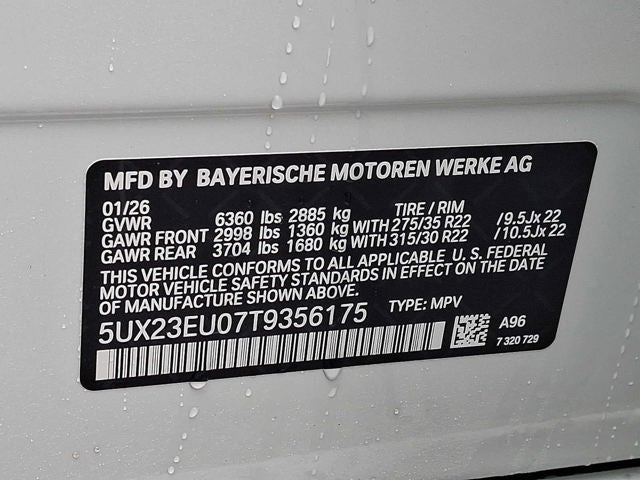 MFD BY BAYERISCHE MOTOREN WERKE AG
01/26 TIRE / RIM
GVWR 6360 lbs 2885 kg
GAWR FRONT 2998 lbs 1360 kg WITH 275/35 R22 /9.5Jx 22
GAWR REAR 3704 lbs 1680 kg WITH 315/30 R22 /10.5Jx 22
THIS VEHICLE CONFORMS TO ALL APPLICABLE U. S. FEDERAL
MOTOR VEHICLE SAFETY STANDARDS IN EFFECT ON THE DATE
OF MANUFACTURE SHOWN ABOVE.
5UX23EU07T9356175 TYPE: MPV
A96
7 320 729